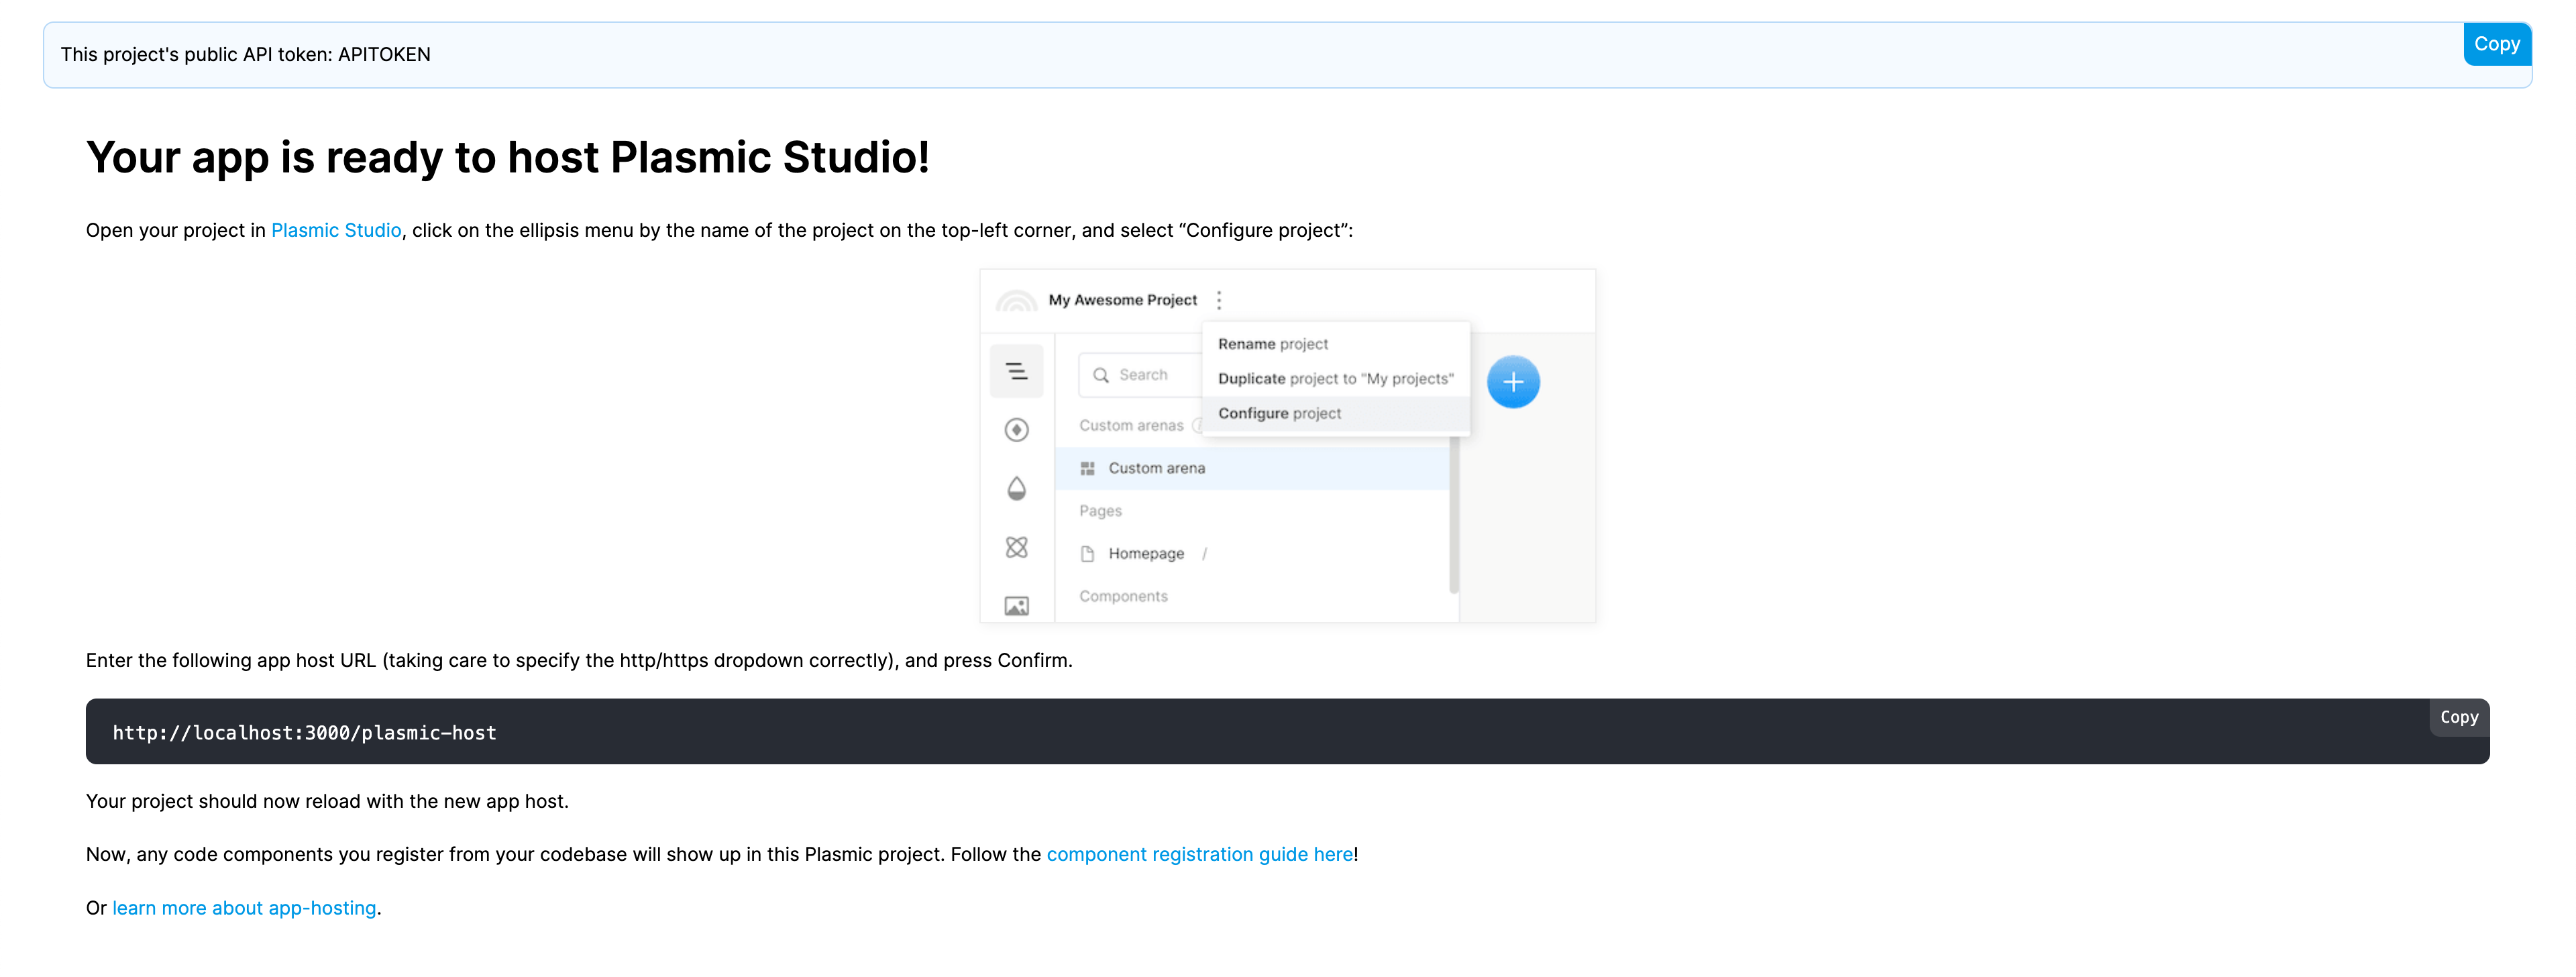 This project's public API token: APITOKEN
Copy
Your app is ready to host Plasmic Studio!
Open your project in Plasmic Studio, click on the ellipsis menu by the name of the project on the top-left corner, and select “Configure project”:
My Awesome Project
Rename project
Search
Duplicate project to "My projects"
Configure project
Custom arenas
Custom arena
Pages
Homepage /
Components
Enter the following app host URL (taking care to specify the http/https dropdown correctly), and press Confirm.
Copy
http://localhost:3000/plasmic-host
Your project should now reload with the new app host.
Now, any code components you register from your codebase will show up in this Plasmic project. Follow the component registration guide here!
Or learn more about app-hosting.